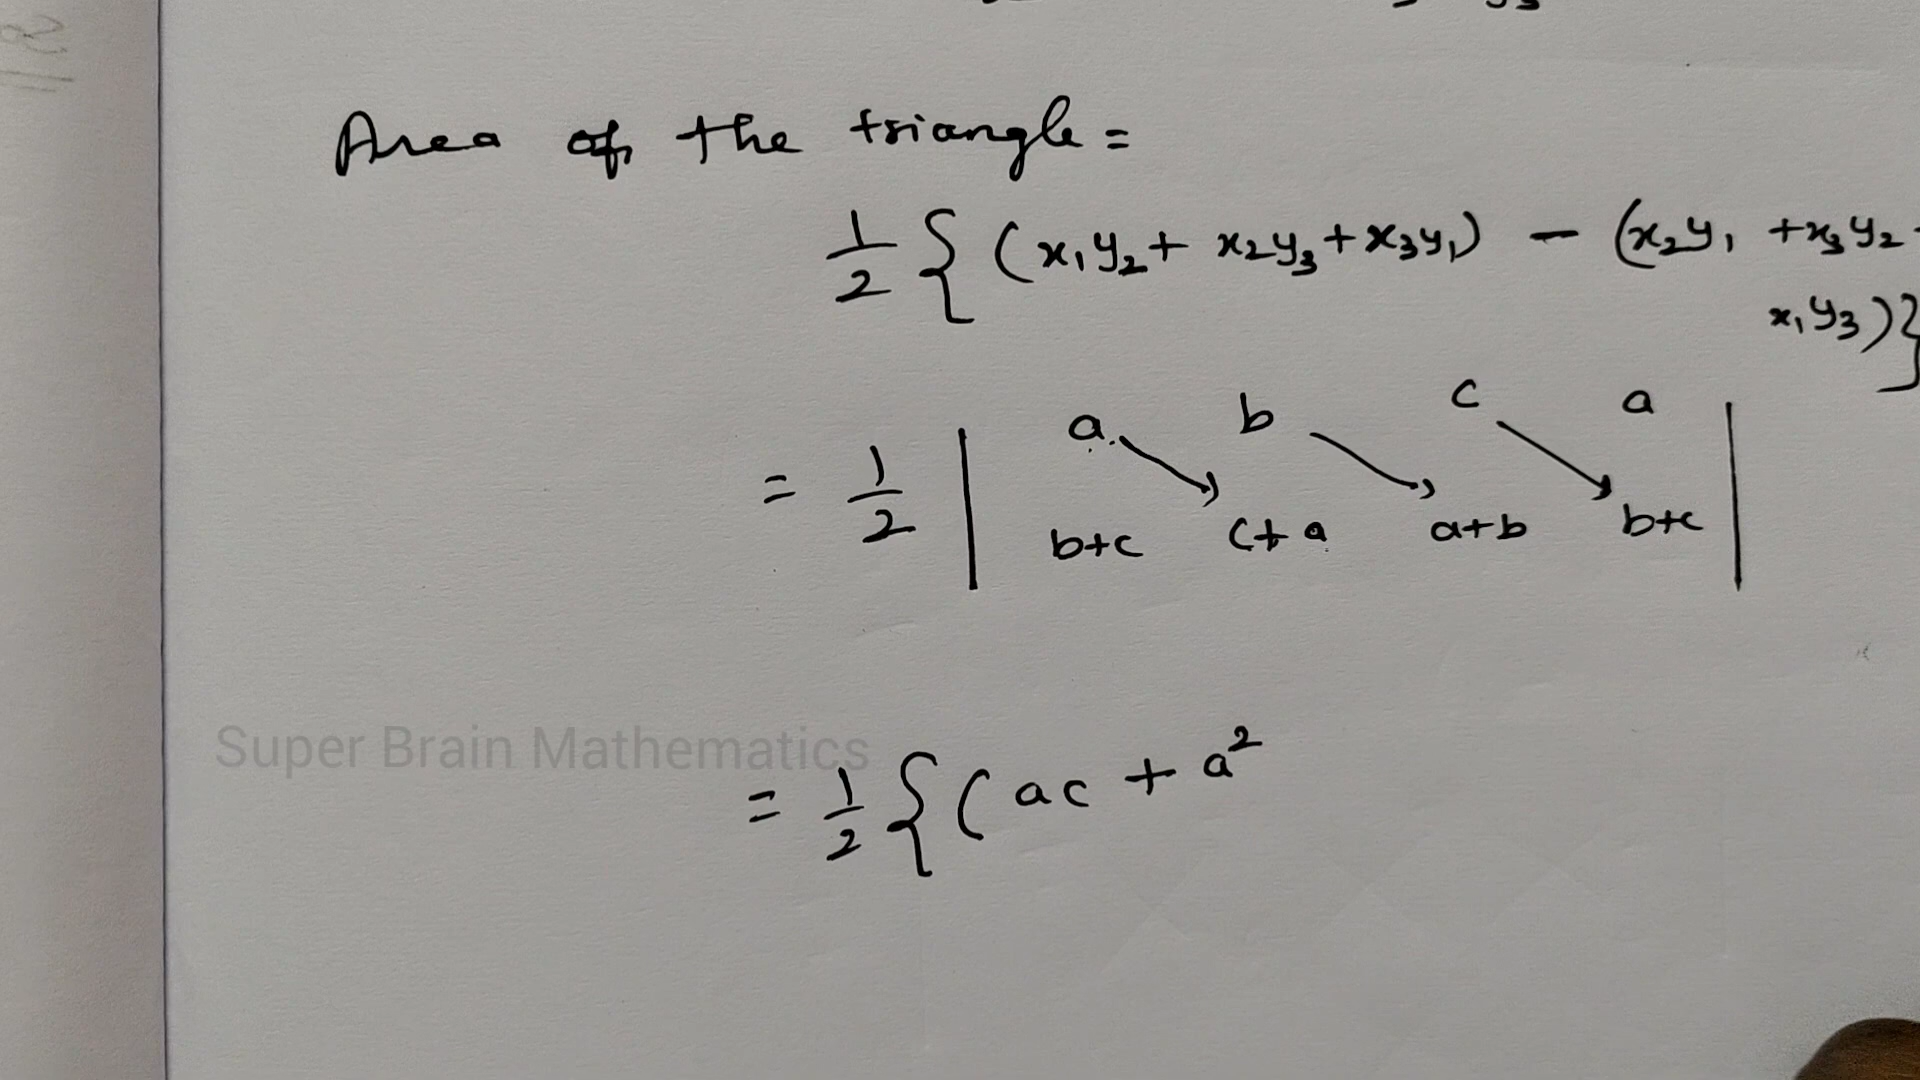 Area of the triangle =
1/2 { (x₁y₂ + x₂y₃ + x₃y₁) - (x₂y₁ + x₃y₂ +
x₁y₃)}
= 1/2 | a b c a |
b+c c+a a+b b+c
Super Brain Mathematics
= 1/2 { ( ac + a²